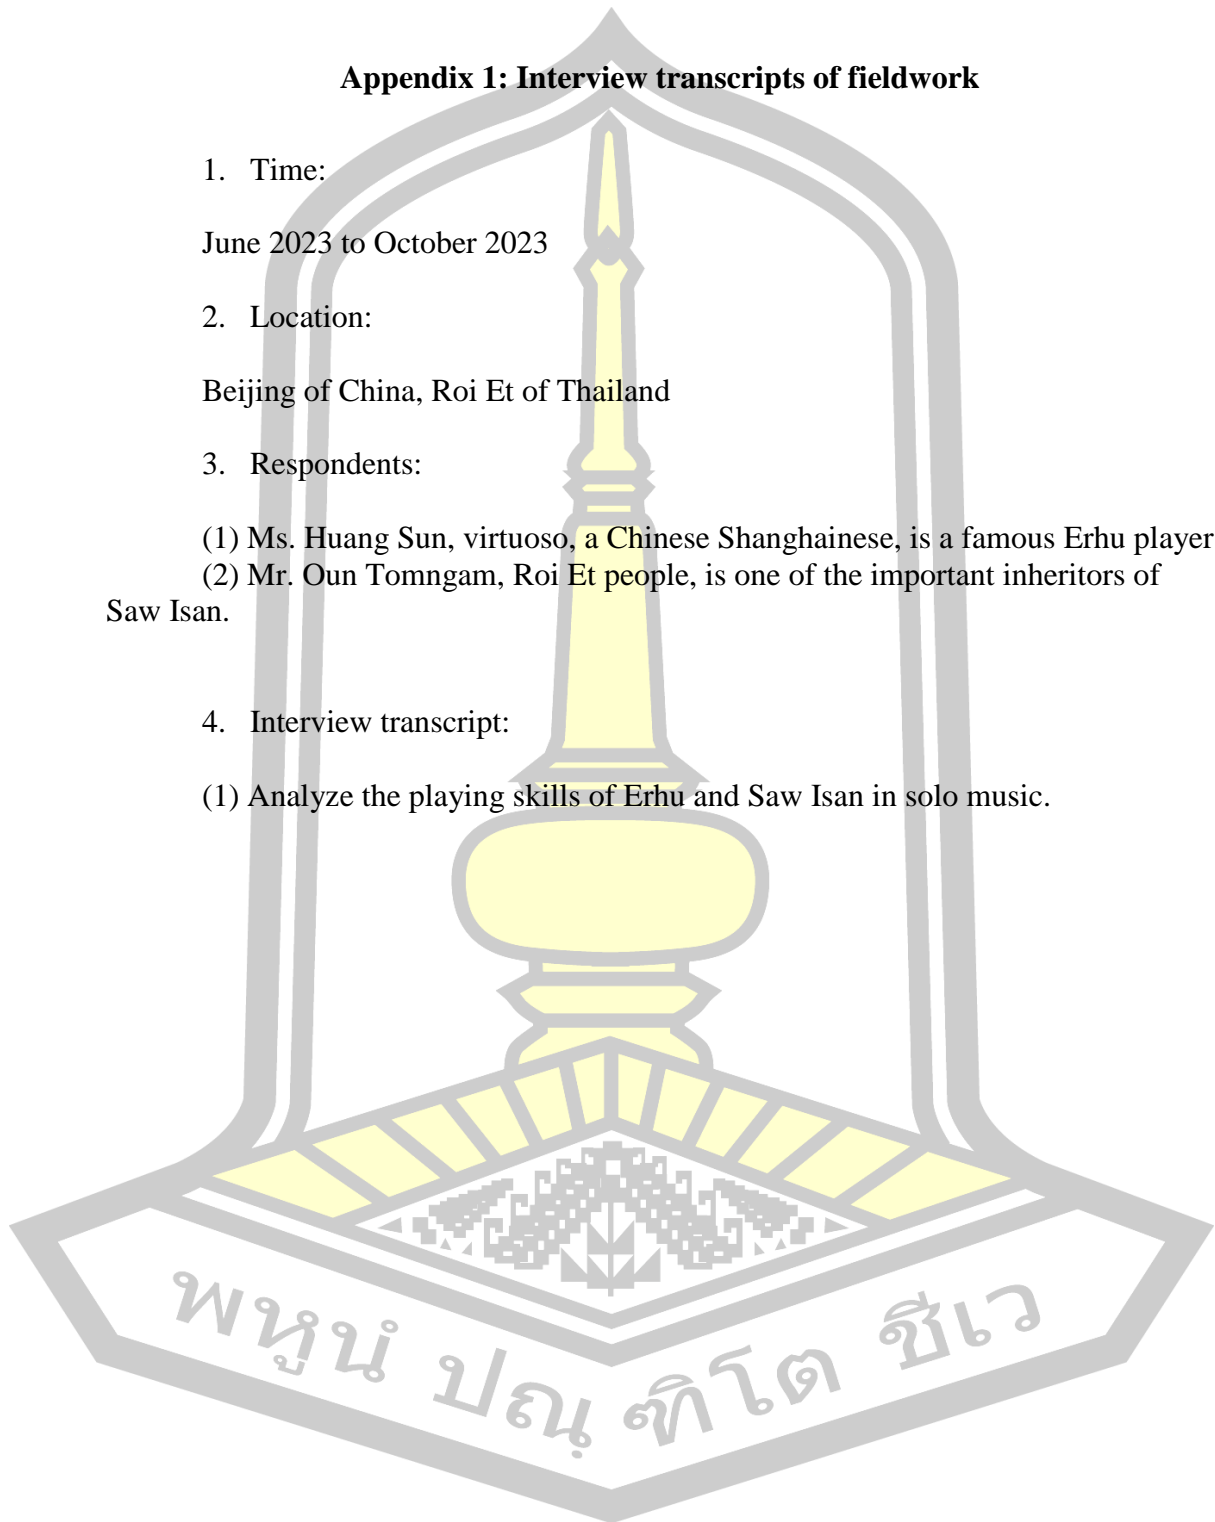 Appendix 1: Interview transcripts of fieldwork
1. Time:
June 2023 to October 2023
2. Location:
Beijing of China, Roi Et of Thailand
3. Respondents:
(1) Ms. Huang Sun, virtuoso, a Chinese Shanghainese, is a famous Erhu player
(2) Mr. Oun Tomngam, Roi Et people, is one of the important inheritors of
Saw Isan.
4. Interview transcript:
(1) Analyze the playing skills of Erhu and Saw Isan in solo music.
พหูนํ ปณฺฑิโต ชีเว